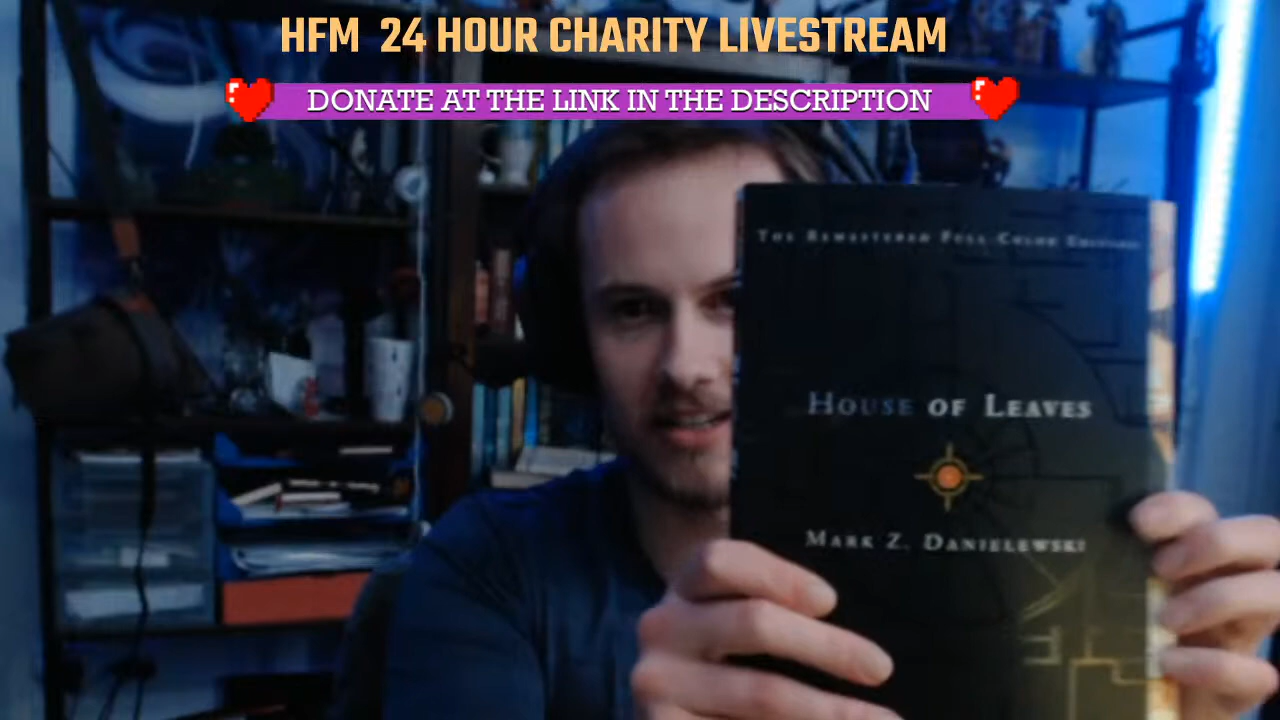 HFM 24 HOUR CHARITY LIVESTREAM
DONATE AT THE LINK IN THE DESCRIPTION
THE REMASTERED FULL-COLOR EDITION
HOUSE OF LEAVES
MARK Z. DANIELEWSKI